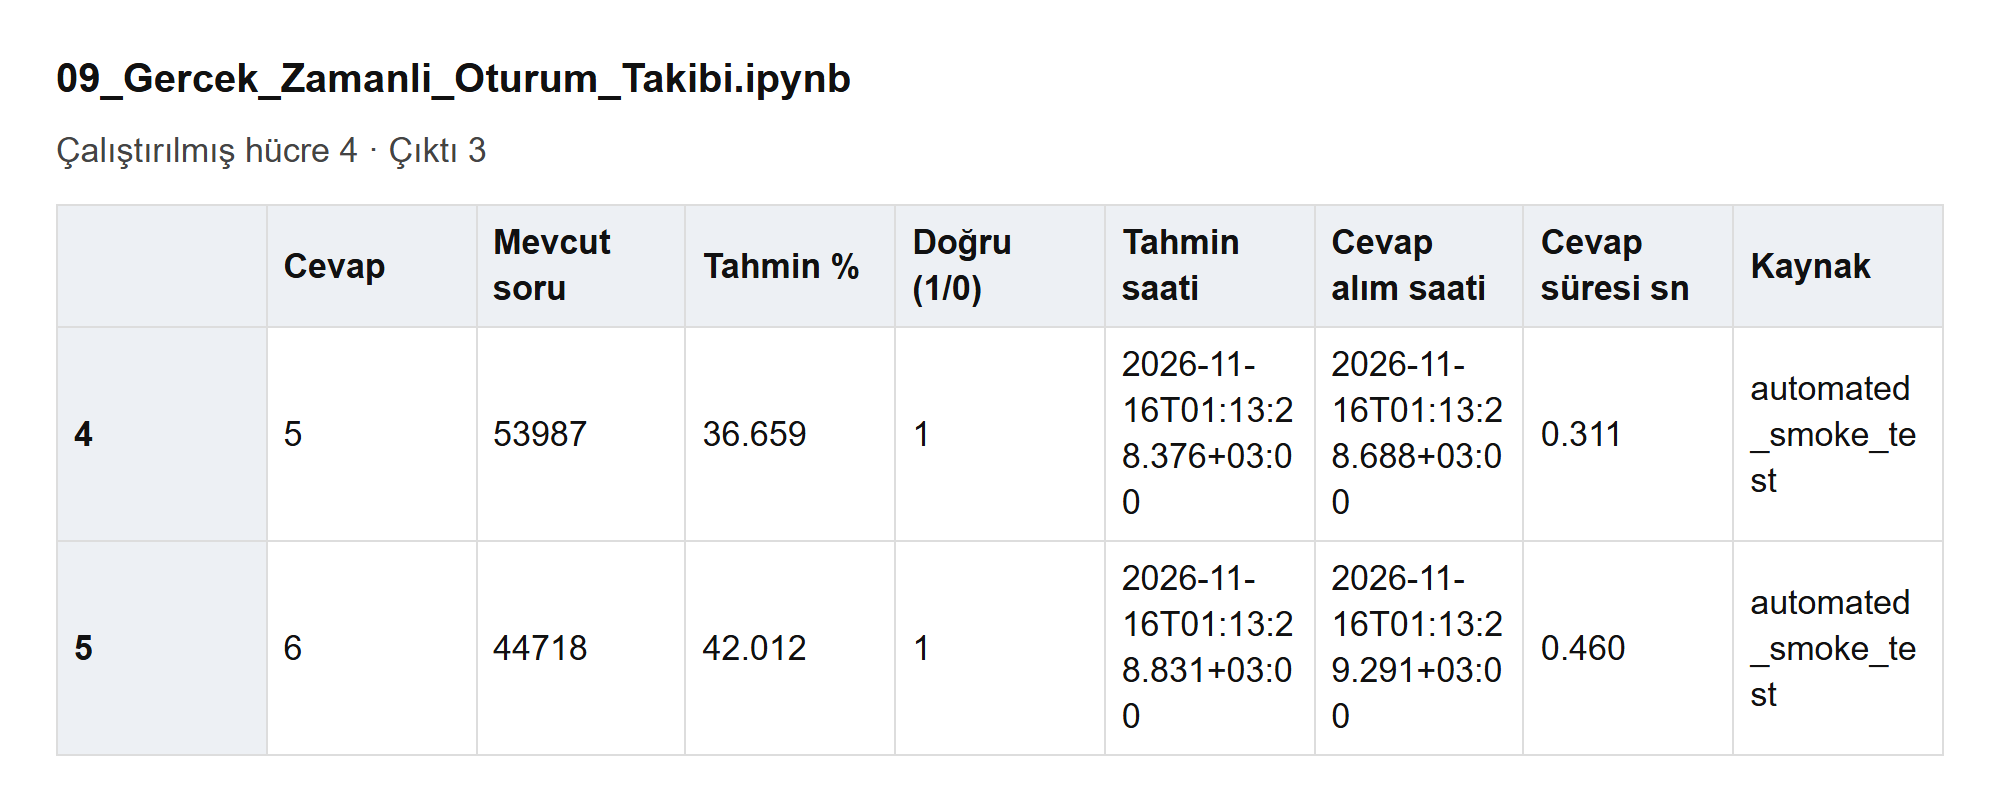 09_Gercek_Zamanli_Oturum_Takibi.ipynb
Çalıştırılmış hücre 4 · Çıktı 3
Cevap
Mevcut
soru
Tahmin %
Doğru
(1/0)
Tahmin
saati
Cevap
alım saati
Cevap
süresi sn
Kaynak
4
5
53987
36.659
1
2026-11-
16T01:13:2
8.376+03:0
0
2026-11-
16T01:13:2
8.688+03:0
0
0.311
automated
_smoke_te
st
5
6
44718
42.012
1
2026-11-
16T01:13:2
8.831+03:0
0
2026-11-
16T01:13:2
9.291+03:0
0
0.460
automated
_smoke_te
st